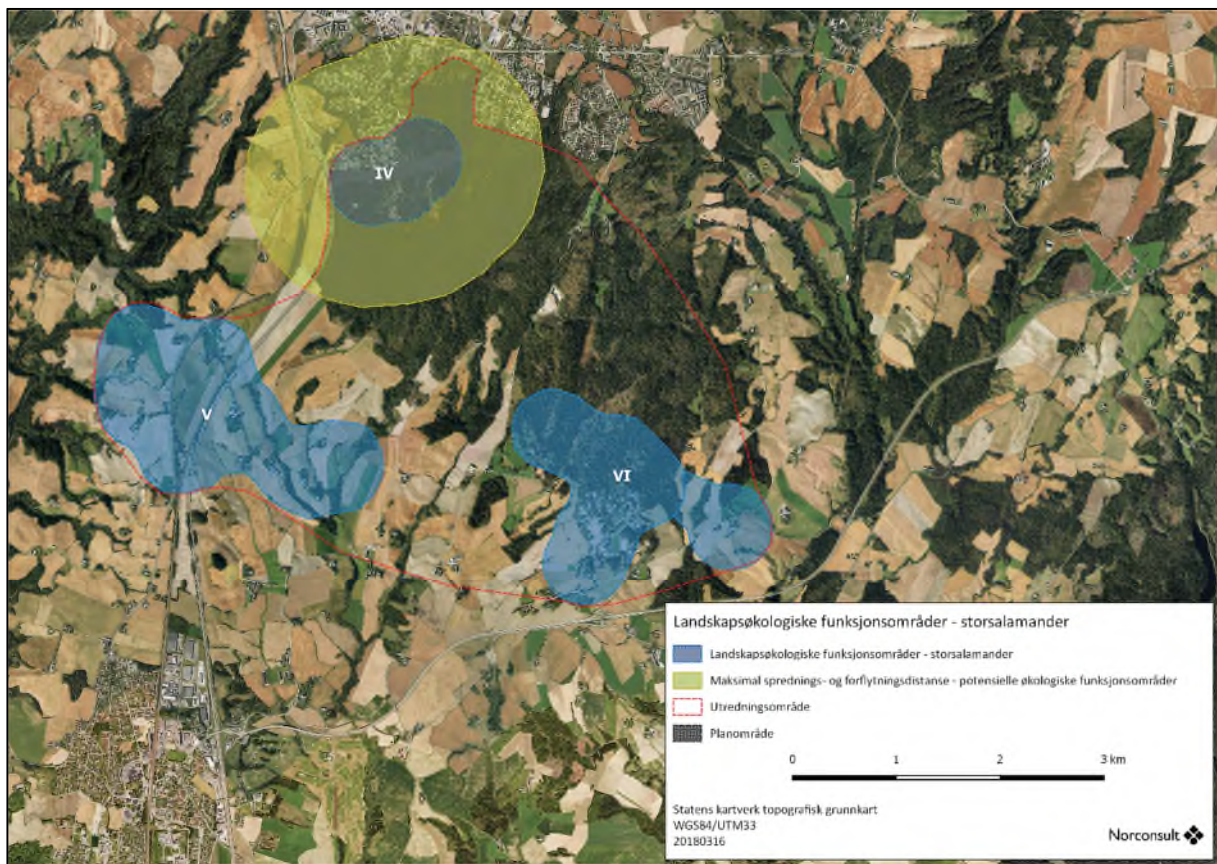 IV
V
VI
Landskapsøkologiske funksjonsområder - storsalamander
Landskapsøkologiske funksjonsområder - storsalamander
Maksimal sprednings- og forflytningsdistanse - potensielle økologiske funksjonsområder
Utredningsområde
Planområde
0 1 2 3 km
Statens kartverk topografisk grunnkart
WGS84/UTM33
20180316
Norconsult